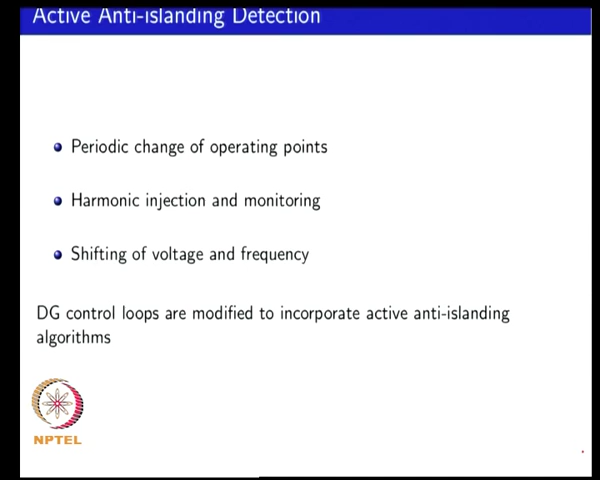 Active Anti-islanding Detection
Periodic change of operating points
Harmonic injection and monitoring
Shifting of voltage and frequency
DG control loops are modified to incorporate active anti-islanding
algorithms
NPTEL